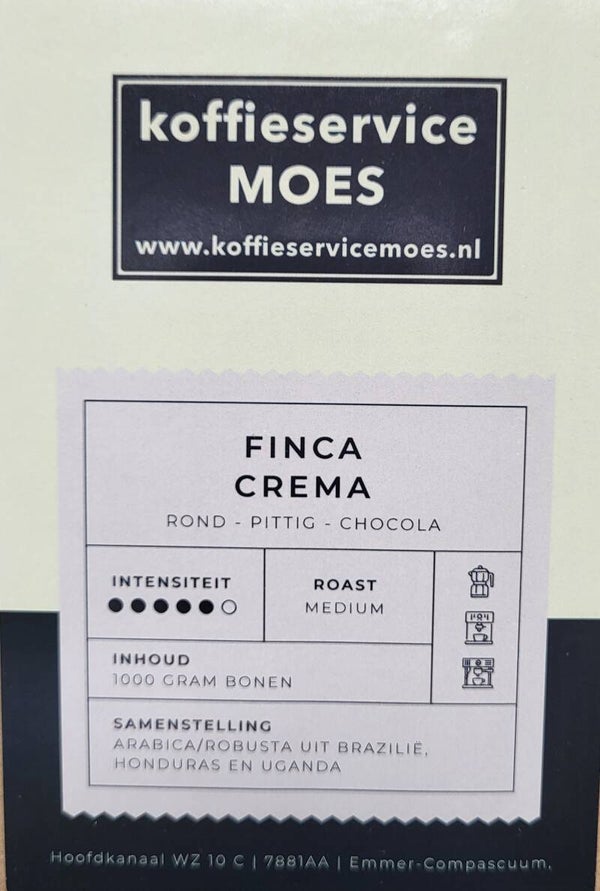 koffieservice
MOES
www.koffieservicemoes.nl
FINCA
CREMA
ROND - PITTIG - CHOCOLA
INTENSITEIT
ROAST
MEDIUM
INHOUD
1000 GRAM BONEN
SAMENSTELLING
ARABICA/ROBUSTA UIT BRAZILIË,
HONDURAS EN UGANDA
Hoofdkanaal WZ 10 C | 7881AA | Emmer-Compascuum,